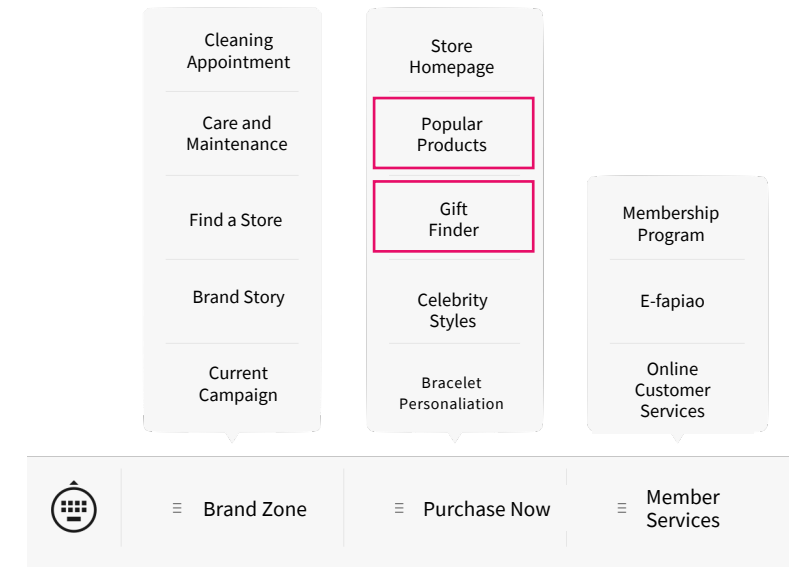 Cleaning
Appointment
Care and
Maintenance
Find a Store
Brand Story
Current
Campaign
Store
Homepage
Popular
Products
Gift
Finder
Celebrity
Styles
Bracelet
Personaliation
Membership
Program
E-fapiao
Online
Customer
Services
Brand Zone
Purchase Now
Member
Services